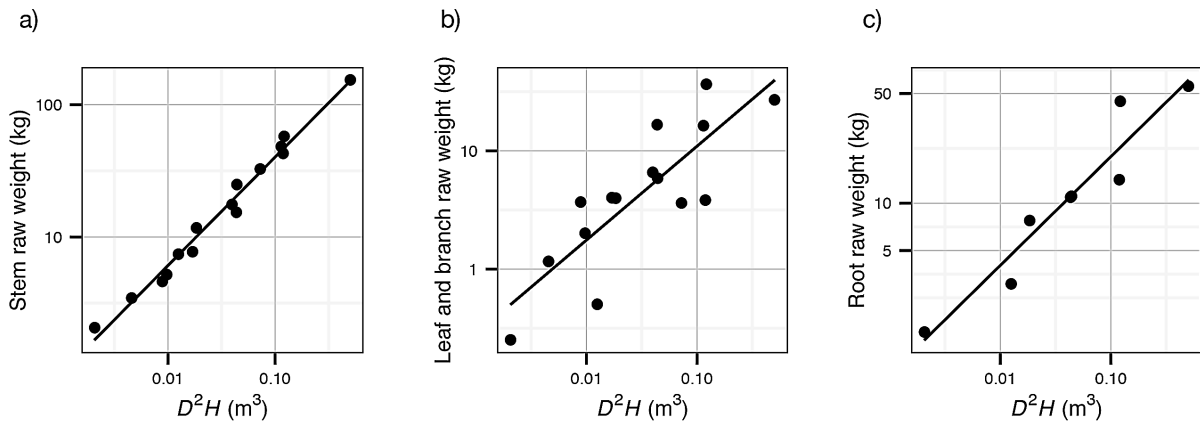 a)
Stem raw weight (kg)
100
10
0.01 0.10
D²H (m³)
b)
Leaf and branch raw weight (kg)
10
1
0.01 0.10
D²H (m³)
c)
Root raw weight (kg)
50
10
5
0.01 0.10
D²H (m³)